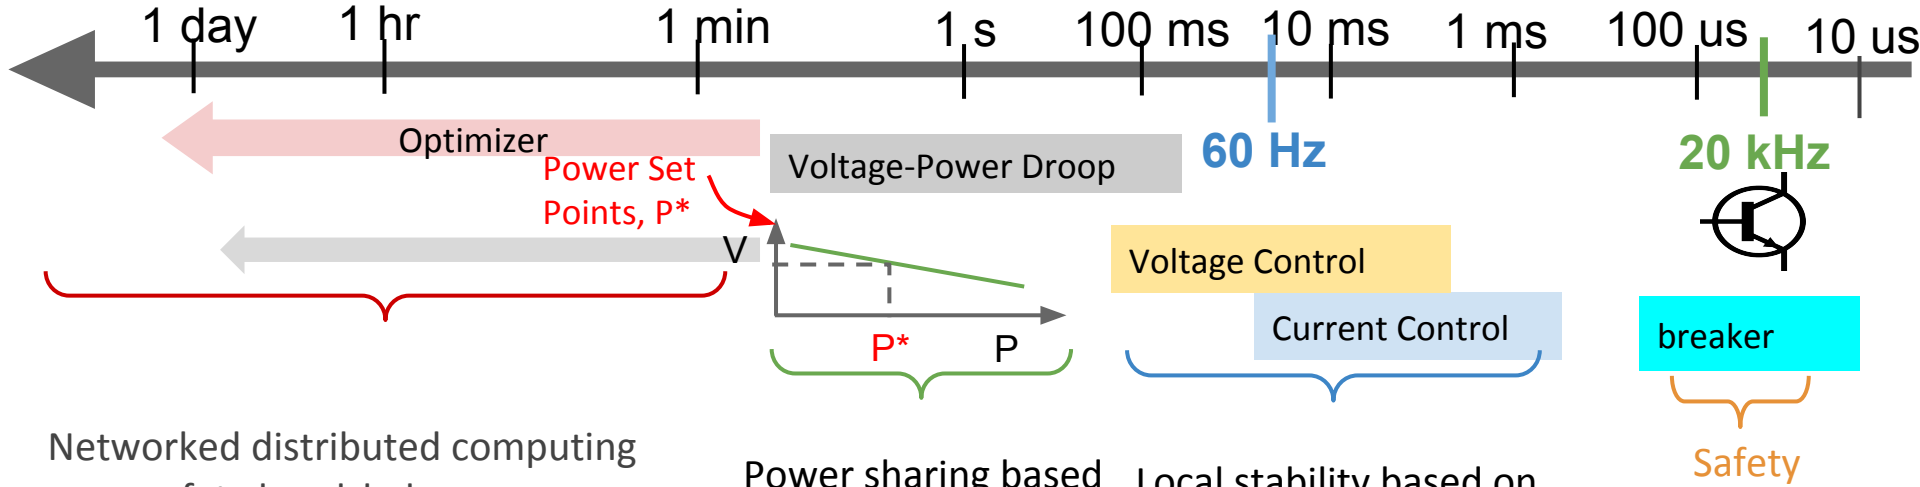 1 day 1 hr 1 min 1 s 100 ms 10 ms 1 ms 100 us 10 us
Optimizer
Power Set
Points, P*
Voltage-Power Droop
60 Hz
20 kHz
V
P* P
Voltage Control
Current Control
breaker
Networked distributed computing
Power sharing based
Local stability based on
Safety